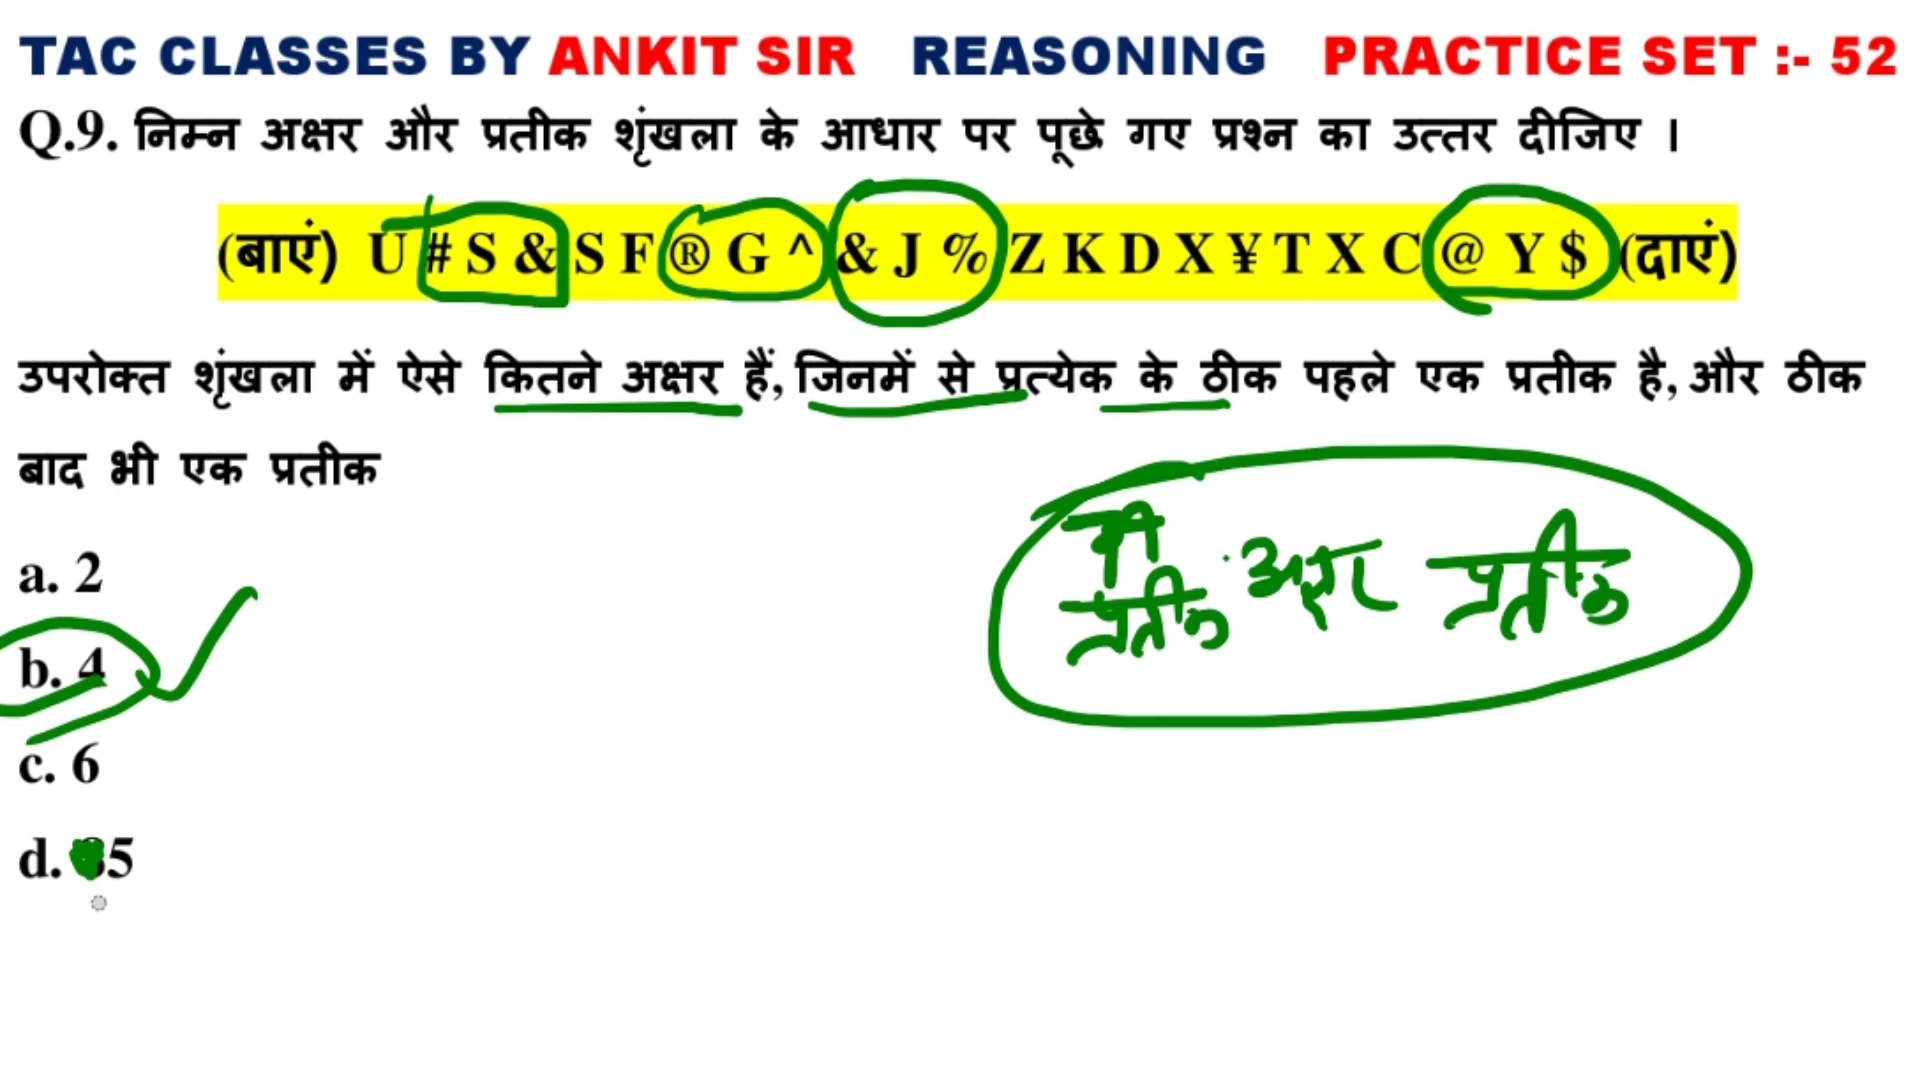 TAC CLASSES BY ANKIT SIR REASONING PRACTICE SET :- 52
Q.9. निम्न अक्षर और प्रतीक शृंखला के आधार पर पूछे गए प्रश्न का उत्तर दीजिए ।
(बाएं) U # S & S F ® G ^ & J % Z K D X ¥ T X C @ Y $ (दाएं)
उपरोक्त शृंखला में ऐसे कितने अक्षर हैं, जिनमें से प्रत्येक के ठीक पहले एक प्रतीक है, और ठीक
बाद भी एक प्रतीक
प्रतीक अक्षर प्रतीक
a. 2
b. 4
c. 6
d. 5